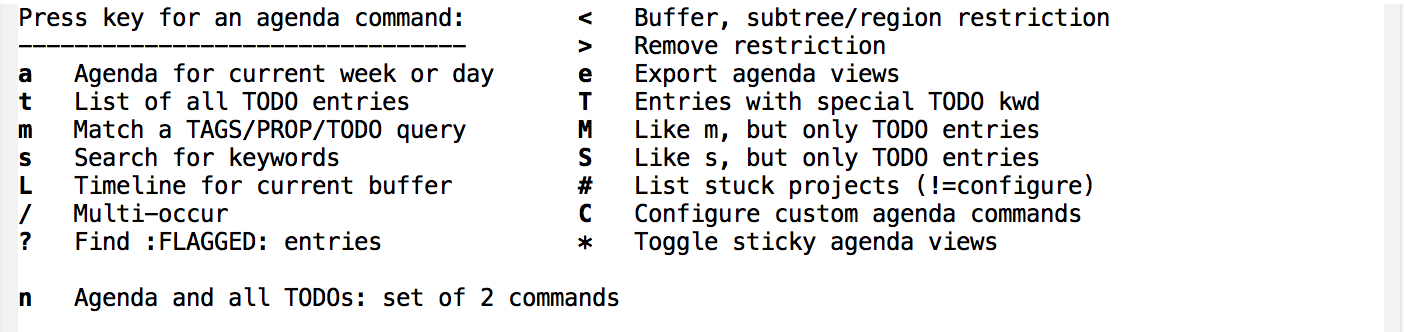 Press key for an agenda command:        <   Buffer, subtree/region restriction
--------------------------------        >   Remove restriction
a   Agenda for current week or day      e   Export agenda views
t   List of all TODO entries            T   Entries with special TODO kwd
m   Match a TAGS/PROP/TODO query        M   Like m, but only TODO entries
s   Search for keywords                 S   Like s, but only TODO entries
L   Timeline for current buffer         #   List stuck projects (!=configure)
/   Multi-occur                         C   Configure custom agenda commands
?   Find :FLAGGED: entries              *   Toggle sticky agenda views
n   Agenda and all TODOs: set of 2 commands